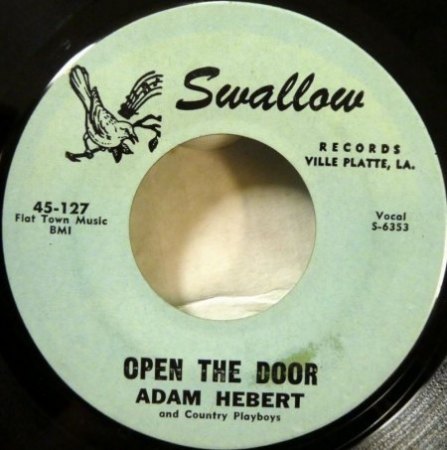 Swallow
RECORDS
VILLE PLATTE, LA.
45-127
Flat Town Music
BMI
Vocal
S-6353
OPEN THE DOOR
ADAM HEBERT
and Country Playboys